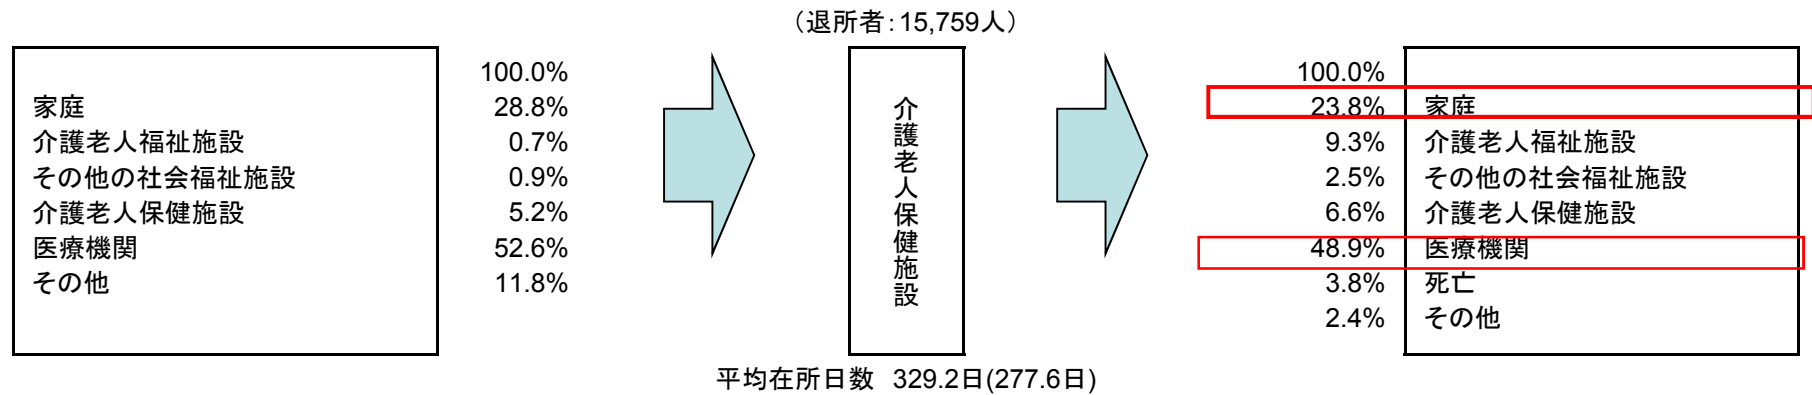 （退所者：15,759人）
100.0%
家庭 28.8%
介護老人福祉施設 0.7%
その他の社会福祉施設 0.9%
介護老人保健施設 5.2%
医療機関 52.6%
その他 11.8%
介護老人保健施設
100.0%
23.8% 家庭
9.3% 介護老人福祉施設
2.5% その他の社会福祉施設
6.6% 介護老人保健施設
48.9% 医療機関
3.8% 死亡
2.4% その他
平均在所日数 329.2日(277.6日)